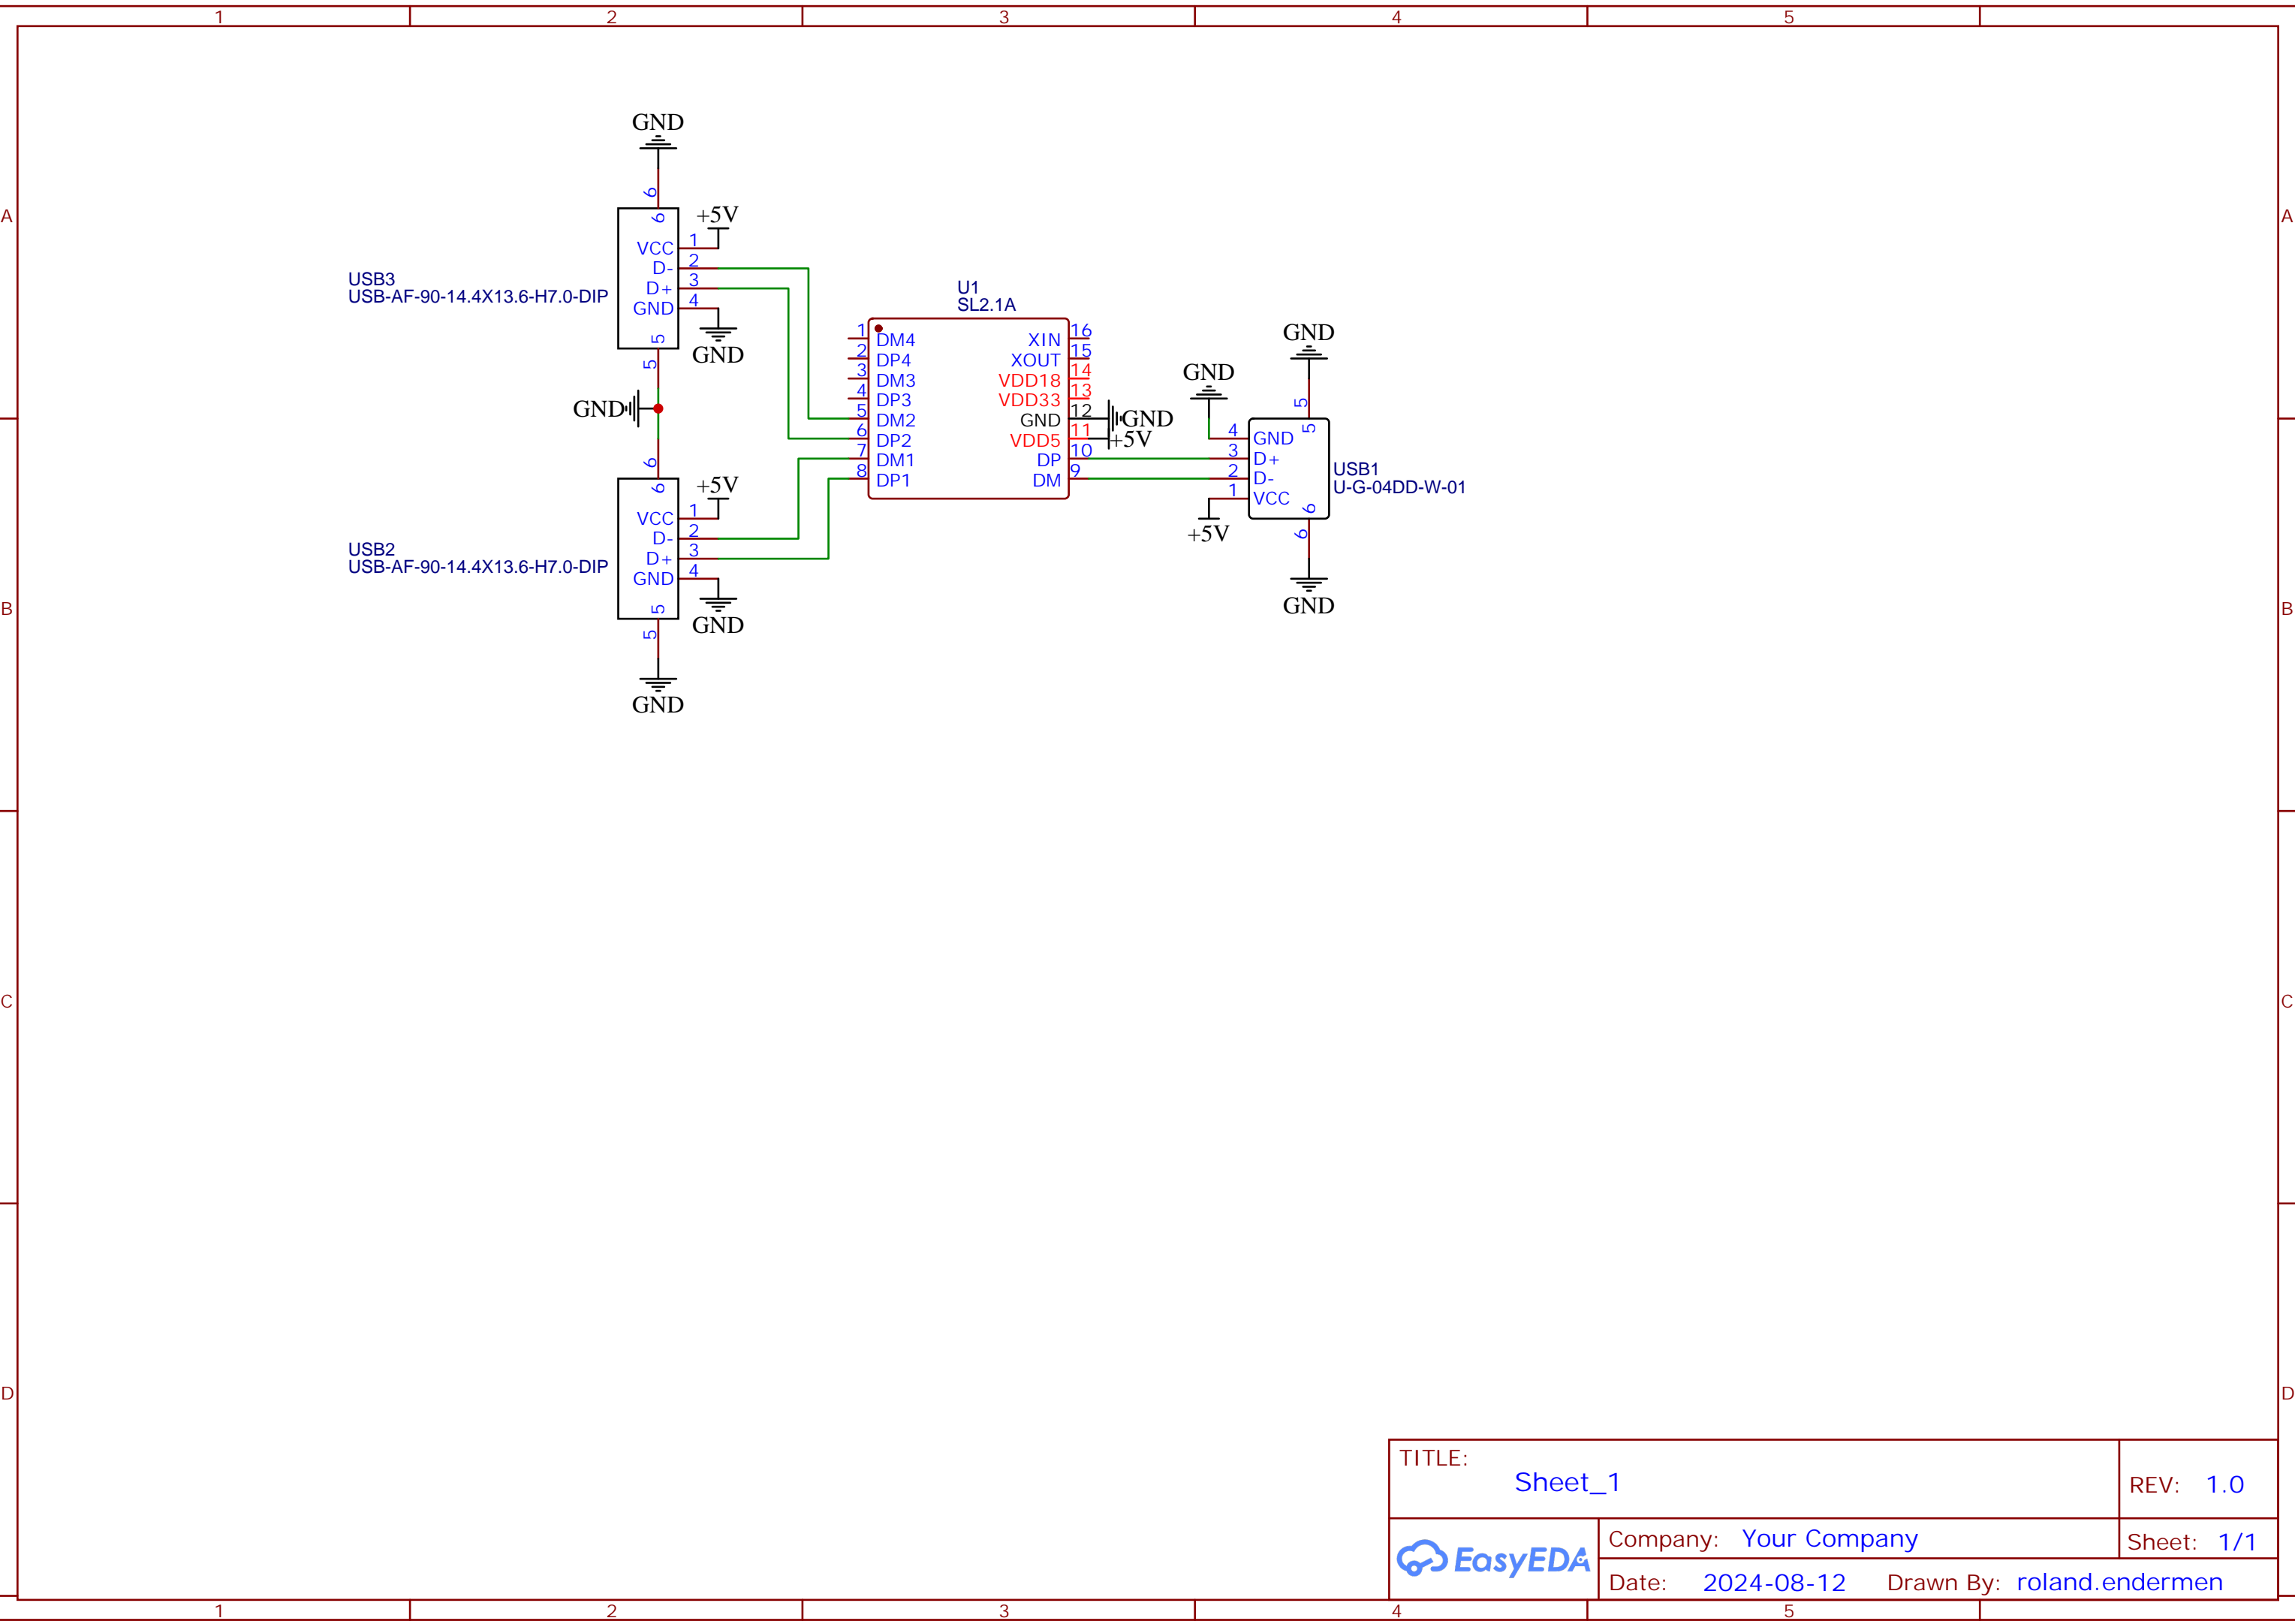 1 2 3 4 5
A A
B B
C C
D D
GND
6
6
+5V
VCC 1
D- 2
D+ 3
GND 4
5
5
GND
USB3
USB-AF-90-14.4X13.6-H7.0-DIP
GND
6
6
+5V
VCC 1
D- 2
D+ 3
GND 4
5
5
GND
USB2
USB-AF-90-14.4X13.6-H7.0-DIP
GND
U1
SL2.1A
1 DM4 XIN 16
2 DP4 XOUT 15
3 DM3 VDD18 14
4 DP3 VDD33 13
5 DM2 GND 12 GND
6 DP2 VDD5 11 +5V
7 DM1 DP 10
8 DP1 DM 9
GND
GND
5
5
4 GND
3 D+
2 D-
1 VCC
6
6
+5V
GND
USB1
U-G-04DD-W-01
TITLE:
Sheet_1
REV: 1.0
EasyEDA
Company: Your Company
Sheet: 1/1
Date: 2024-08-12 Drawn By: roland.endermen
1 2 3 4 5